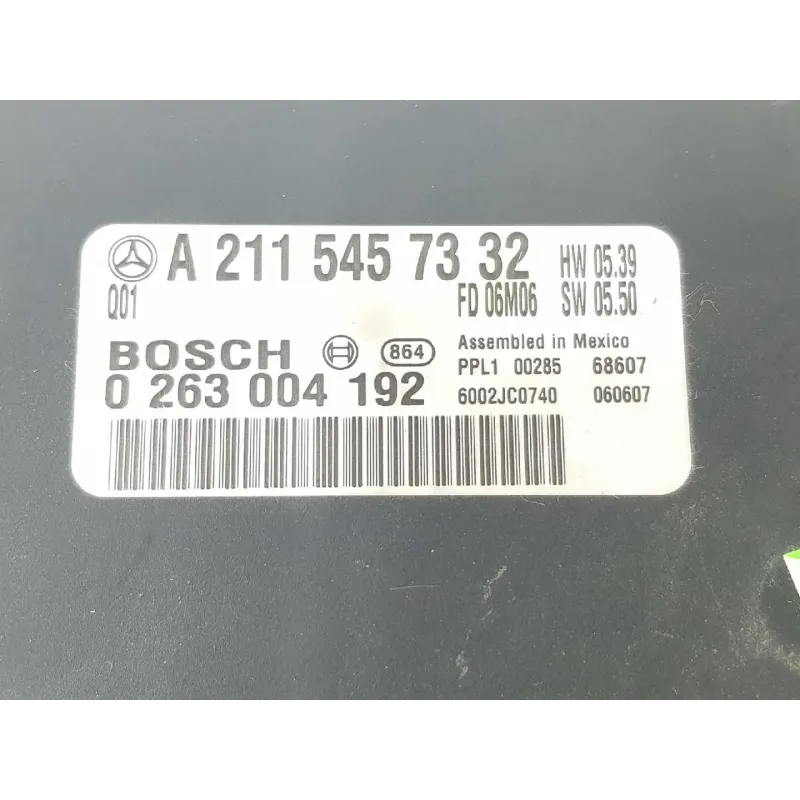 A 211 545 73 32 HW 05.39
Q01 FD 06M06 SW 05.50
BOSCH 864 Assembled in Mexico
PPL1 00285 68607
0 263 004 192 6002JC0740 060607